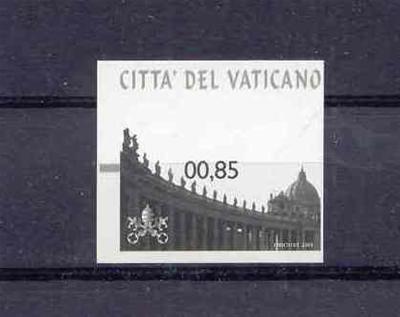 CITTA' DEL VATICANO
00,85